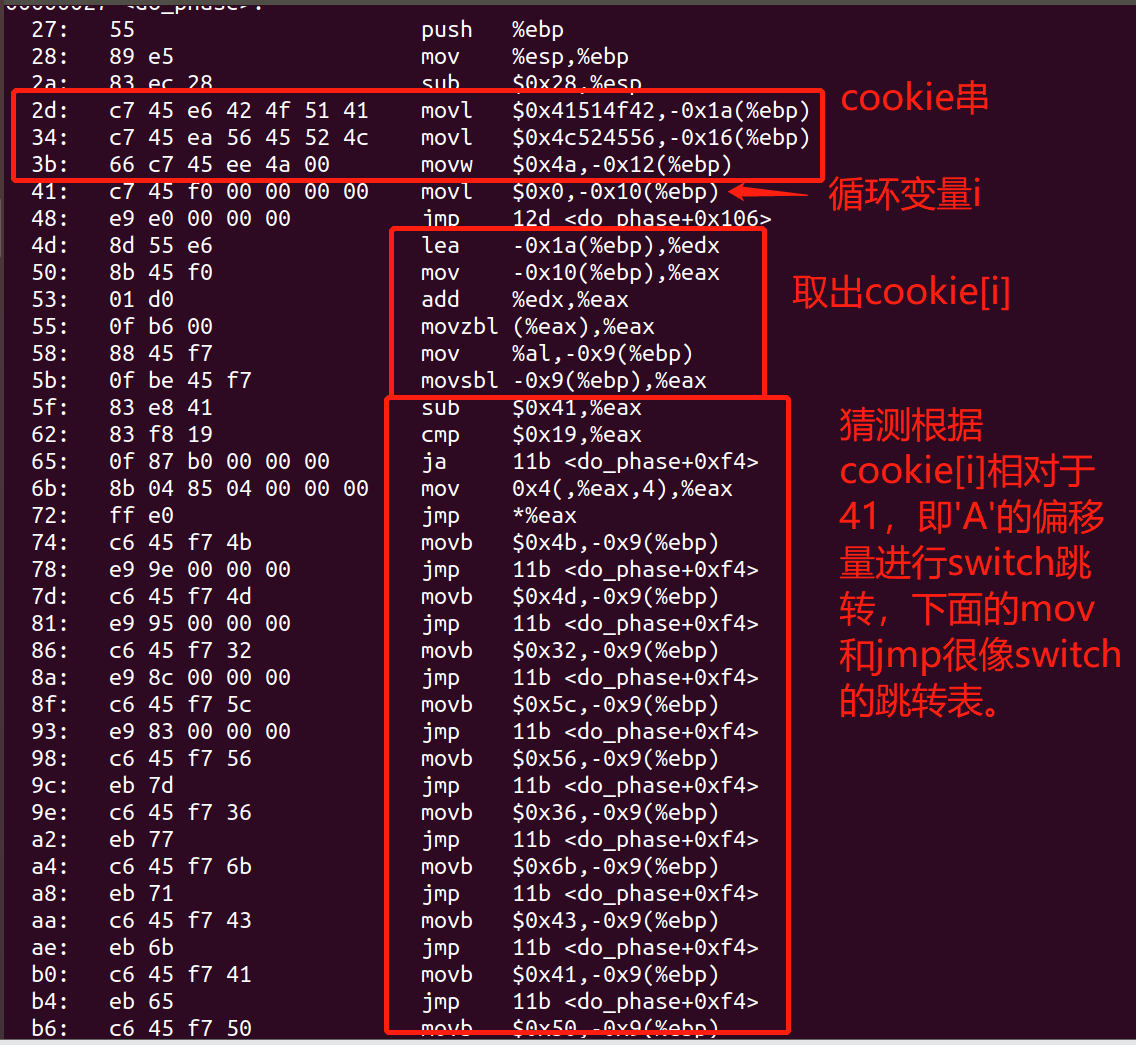 00000027 <do_phase>:
27: 55 push %ebp
28: 89 e5 mov %esp,%ebp
2a: 83 ec 28 sub $0x28,%esp
2d: c7 45 e6 42 4f 51 41 movl $0x41514f42,-0x1a(%ebp)
cookie串
34: c7 45 ea 56 45 52 4c movl $0x4c524556,-0x16(%ebp)
3b: 66 c7 45 ee 4a 00 movw $0x4a,-0x12(%ebp)
41: c7 45 f0 00 00 00 00 movl $0x0,-0x10(%ebp)
循环变量i
48: e9 e0 00 00 00 jmp 12d <do_phase+0x106>
4d: 8d 55 e6 lea -0x1a(%ebp),%edx
50: 8b 45 f0 mov -0x10(%ebp),%eax
取出cookie[i]
53: 01 d0 add %edx,%eax
55: 0f b6 00 movzbl (%eax),%eax
58: 88 45 f7 mov %al,-0x9(%ebp)
5b: 0f be 45 f7 movsbl -0x9(%ebp),%eax
5f: 83 e8 41 sub $0x41,%eax
62: 83 f8 19 cmp $0x19,%eax
65: 0f 87 b0 00 00 00 ja 11b <do_phase+0xf4>
6b: 8b 04 85 04 00 00 00 mov 0x4(,%eax,4),%eax
72: ff e0 jmp *%eax
74: c6 45 f7 4b movb $0x4b,-0x9(%ebp)
78: e9 9e 00 00 00 jmp 11b <do_phase+0xf4>
7d: c6 45 f7 4d movb $0x4d,-0x9(%ebp)
81: e9 95 00 00 00 jmp 11b <do_phase+0xf4>
86: c6 45 f7 32 movb $0x32,-0x9(%ebp)
8a: e9 8c 00 00 00 jmp 11b <do_phase+0xf4>
8f: c6 45 f7 5c movb $0x5c,-0x9(%ebp)
93: e9 83 00 00 00 jmp 11b <do_phase+0xf4>
98: c6 45 f7 56 movb $0x56,-0x9(%ebp)
9c: eb 7d jmp 11b <do_phase+0xf4>
9e: c6 45 f7 36 movb $0x36,-0x9(%ebp)
a2: eb 77 jmp 11b <do_phase+0xf4>
a4: c6 45 f7 6b movb $0x6b,-0x9(%ebp)
a8: eb 71 jmp 11b <do_phase+0xf4>
aa: c6 45 f7 43 movb $0x43,-0x9(%ebp)
ae: eb 6b jmp 11b <do_phase+0xf4>
b0: c6 45 f7 41 movb $0x41,-0x9(%ebp)
b4: eb 65 jmp 11b <do_phase+0xf4>
b6: c6 45 f7 50 movb $0x50,-0x9(%ebp)
猜测根据
cookie[i]相对于
41，即'A'的偏移
量进行switch跳
转，下面的mov
和jmp很像switch
的跳转表。